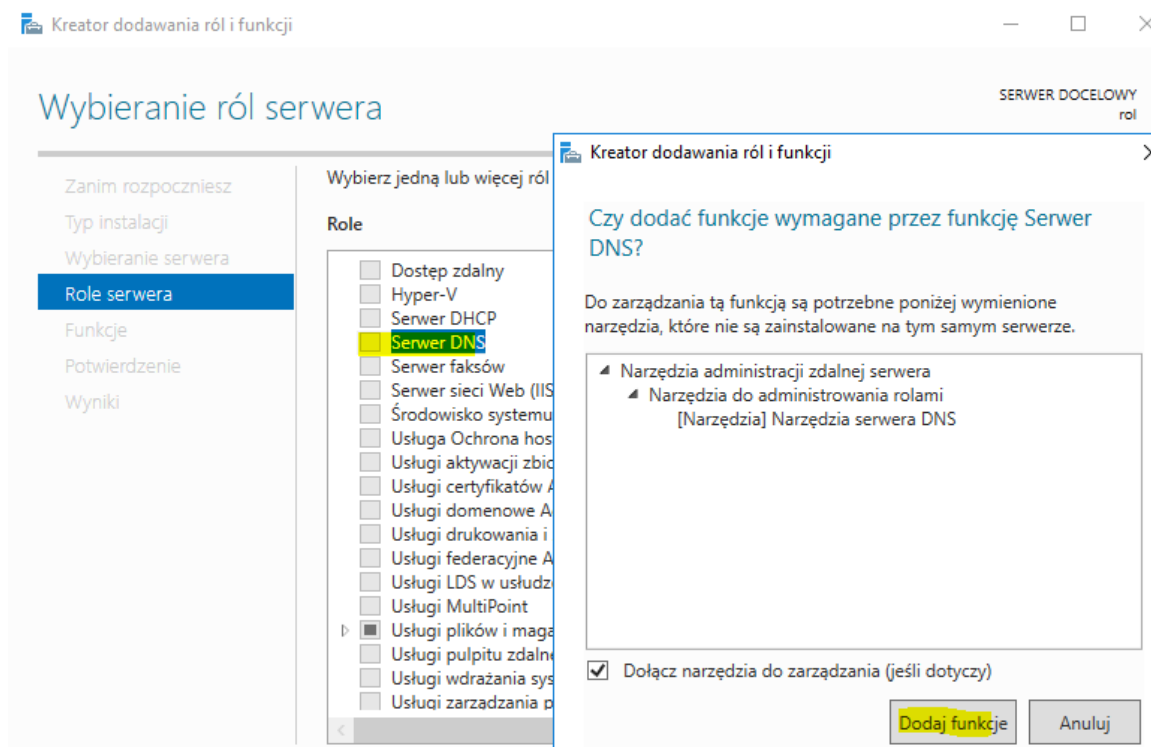 Kreator dodawania ról i funkcji
Wybieranie ról serwera
SERWER DOCELOWY
rol
Zanim rozpoczniesz
Typ instalacji
Wybieranie serwera
Role serwera
Funkcje
Potwierdzenie
Wyniki
Wybierz jedną lub więcej ról
Role
Dostęp zdalny
Hyper-V
Serwer DHCP
Serwer DNS
Serwer faksów
Serwer sieci Web (IIS
Środowisko systemu
Usługa Ochrona hos
Usługi aktywacji zbio
Usługi certyfikatów A
Usługi domenowe A
Usługi drukowania i
Usługi federacyjne A
Usługi LDS w usłudz
Usługi MultiPoint
Usługi plików i maga
Usługi pulpitu zdaln
Usługi wdrażania sys
Usługi zarządzania p
Kreator dodawania ról i funkcji
Czy dodać funkcje wymagane przez funkcję Serwer
DNS?
Do zarządzania tą funkcją są potrzebne poniżej wymienione
narzędzia, które nie są zainstalowane na tym samym serwerze.
Narzędzia administracji zdalnej serwera
Narzędzia do administrowania rolami
[Narzędzia] Narzędzia serwera DNS
Dołącz narzędzia do zarządzania (jeśli dotyczy)
Dodaj funkcje
Anuluj